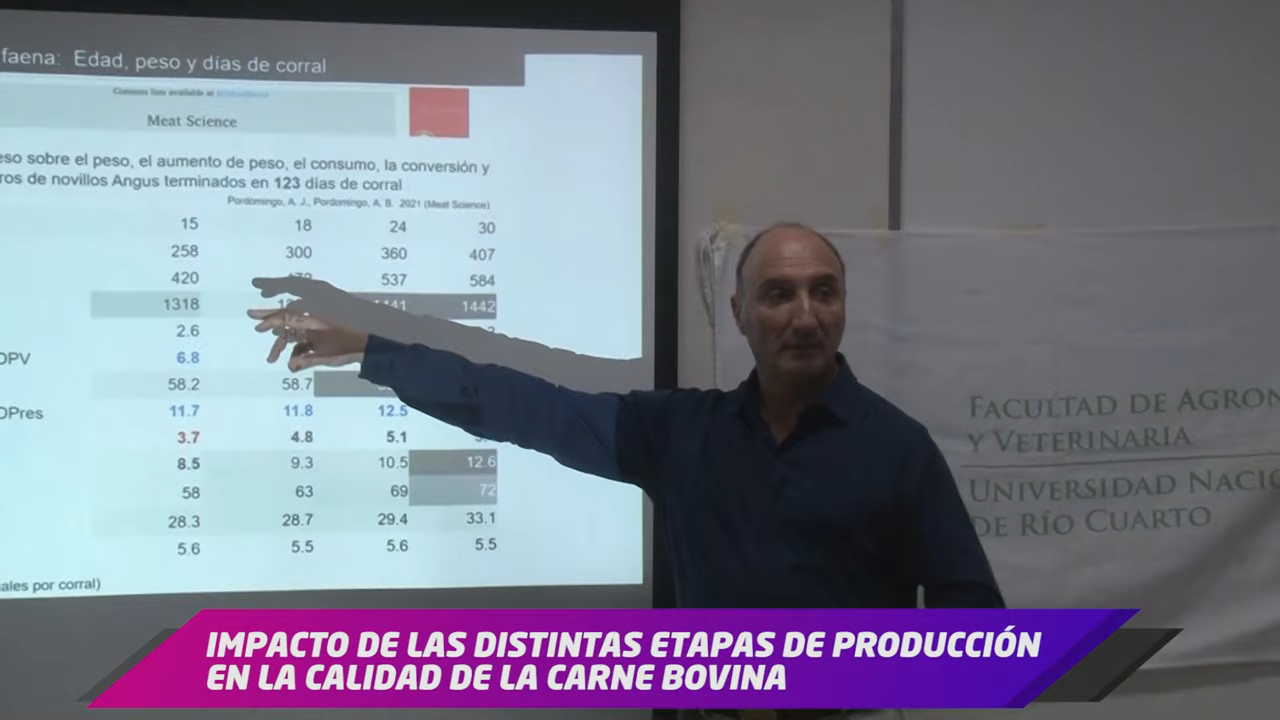 faena: Edad, peso y días de corral
Meat Science
eso sobre el peso, el aumento de peso, el consumo, la conversión y
ros de novillos Angus terminados en 123 días de corral
Pordomingo, A. J., Pordomingo, A. B. 2021 (Meat Science)
15 18 24 30
258 300 360 407
420 537 584
1318 1442
2.6
OPV 6.8
58.2 58.7
OPres 11.7 11.8 12.5
3.7 4.8 5.1
8.5 9.3 10.5 12.6
58 63 69 72
28.3 28.7 29.4 33.1
5.6 5.5 5.6 5.5
ales por corral)
FACULTAD DE AGRON
Y VETERINARIA
UNIVERSIDAD NACIO
DE RÍO CUARTO
IMPACTO DE LAS DISTINTAS ETAPAS DE PRODUCCIÓN
EN LA CALIDAD DE LA CARNE BOVINA